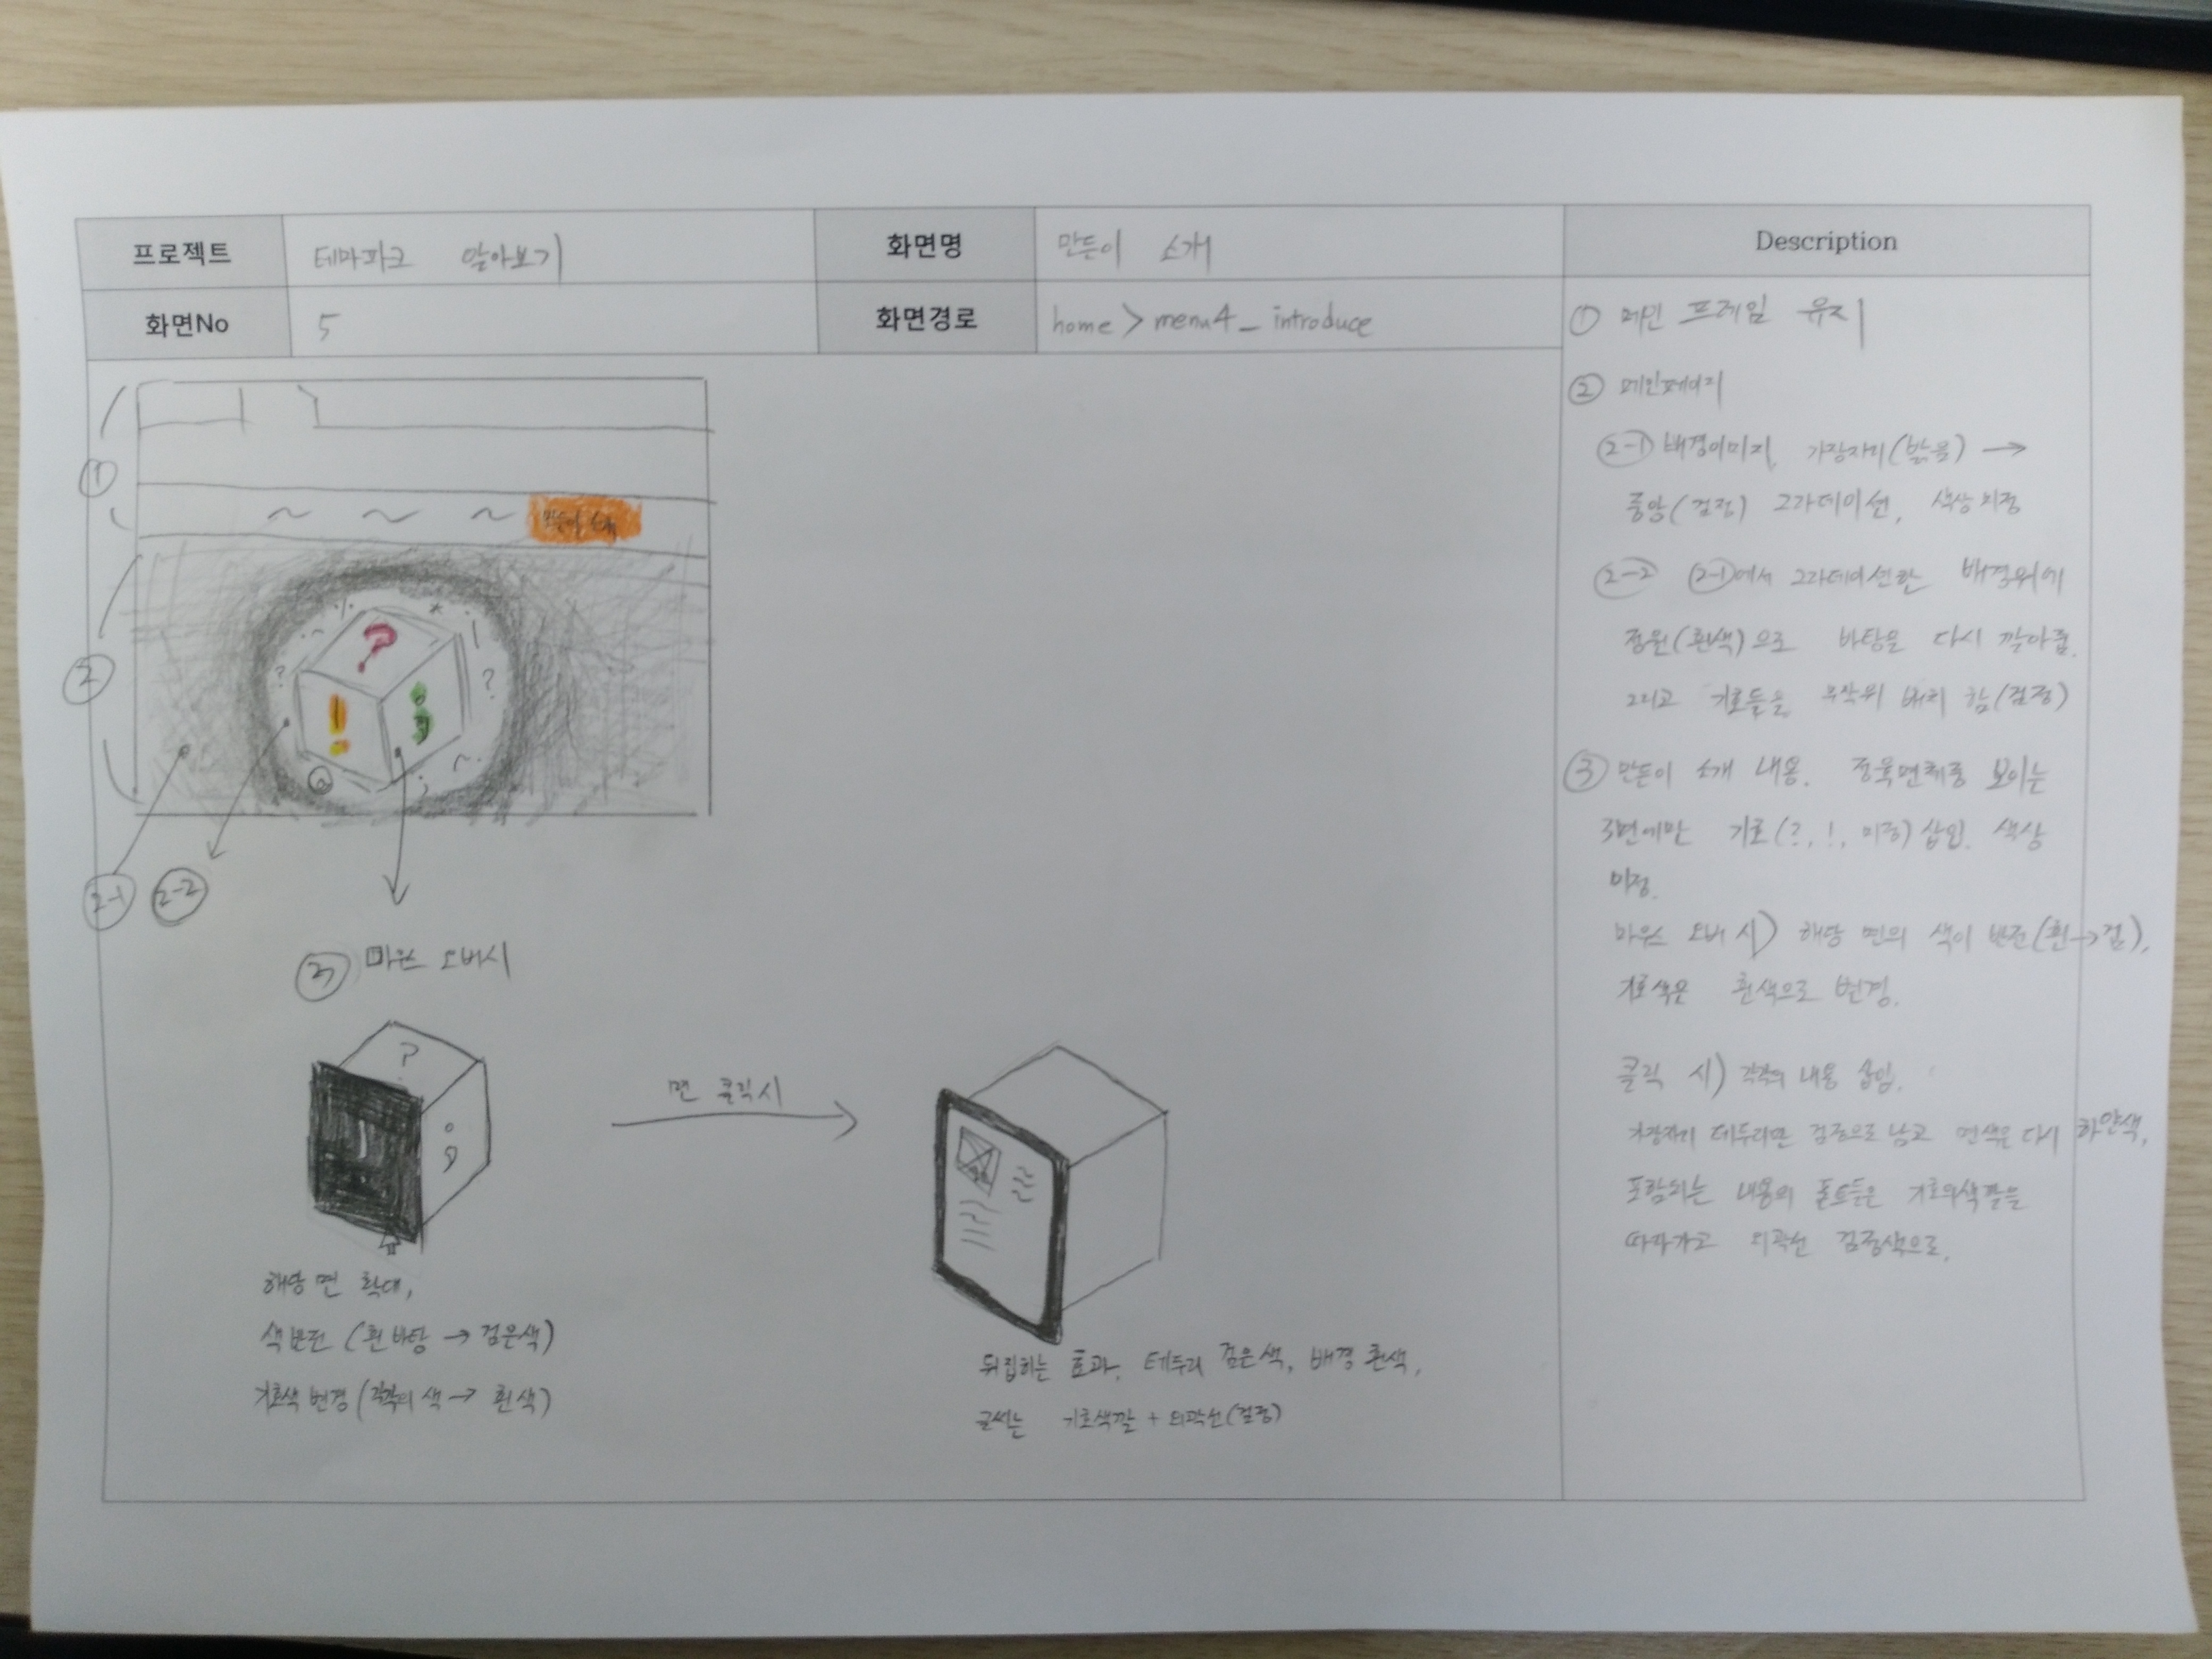 프로젝트
테마파크 알아보기
화면명
만든이 소개
Description
화면No
5
화면경로
home > menu4_introduce
① 메인 프레임 유지
② 메인페이지
2-1 배경이미지, 가장자리(밝음) →
중앙(검정) 그라데이션, 색상 미정
2-2 2-1에서 그라데이션한 배경위에
정원(흰색)으로 바탕을 다시 깔아줌.
그리고 기호들을 무작위 배치 함(검정)
③ 만든이 소개 내용. 정육면체중 보이는
3면에만 기호(?, !, 미정) 삽입. 색상
미정.
마우스 오버 시) 해당 면의 색이 반전(흰→검),
기호색은 흰색으로 변경.
클릭 시) 각각의 내용 삽입.
가장자리 테두리만 검정으로 남고 면색은 다시 하얀색,
포함되는 내용의 폰트들은 기호의색깔을
따라가고 외곽선 검정색으로.
①
~ ~ ~ 만든이 소개
②
?
!
;
?
?
*
@
;
~
2-1
2-2
③ 마우스 오버시
?
!
;
면 클릭시
해당 면 확대,
색반전 (흰 바탕 → 검은색)
기호색 변경 (각각의 색 → 흰색)
뒤집히는 효과. 테두리 검은색, 배경 흰색,
글씨는 기호색깔 + 외곽선(검정)